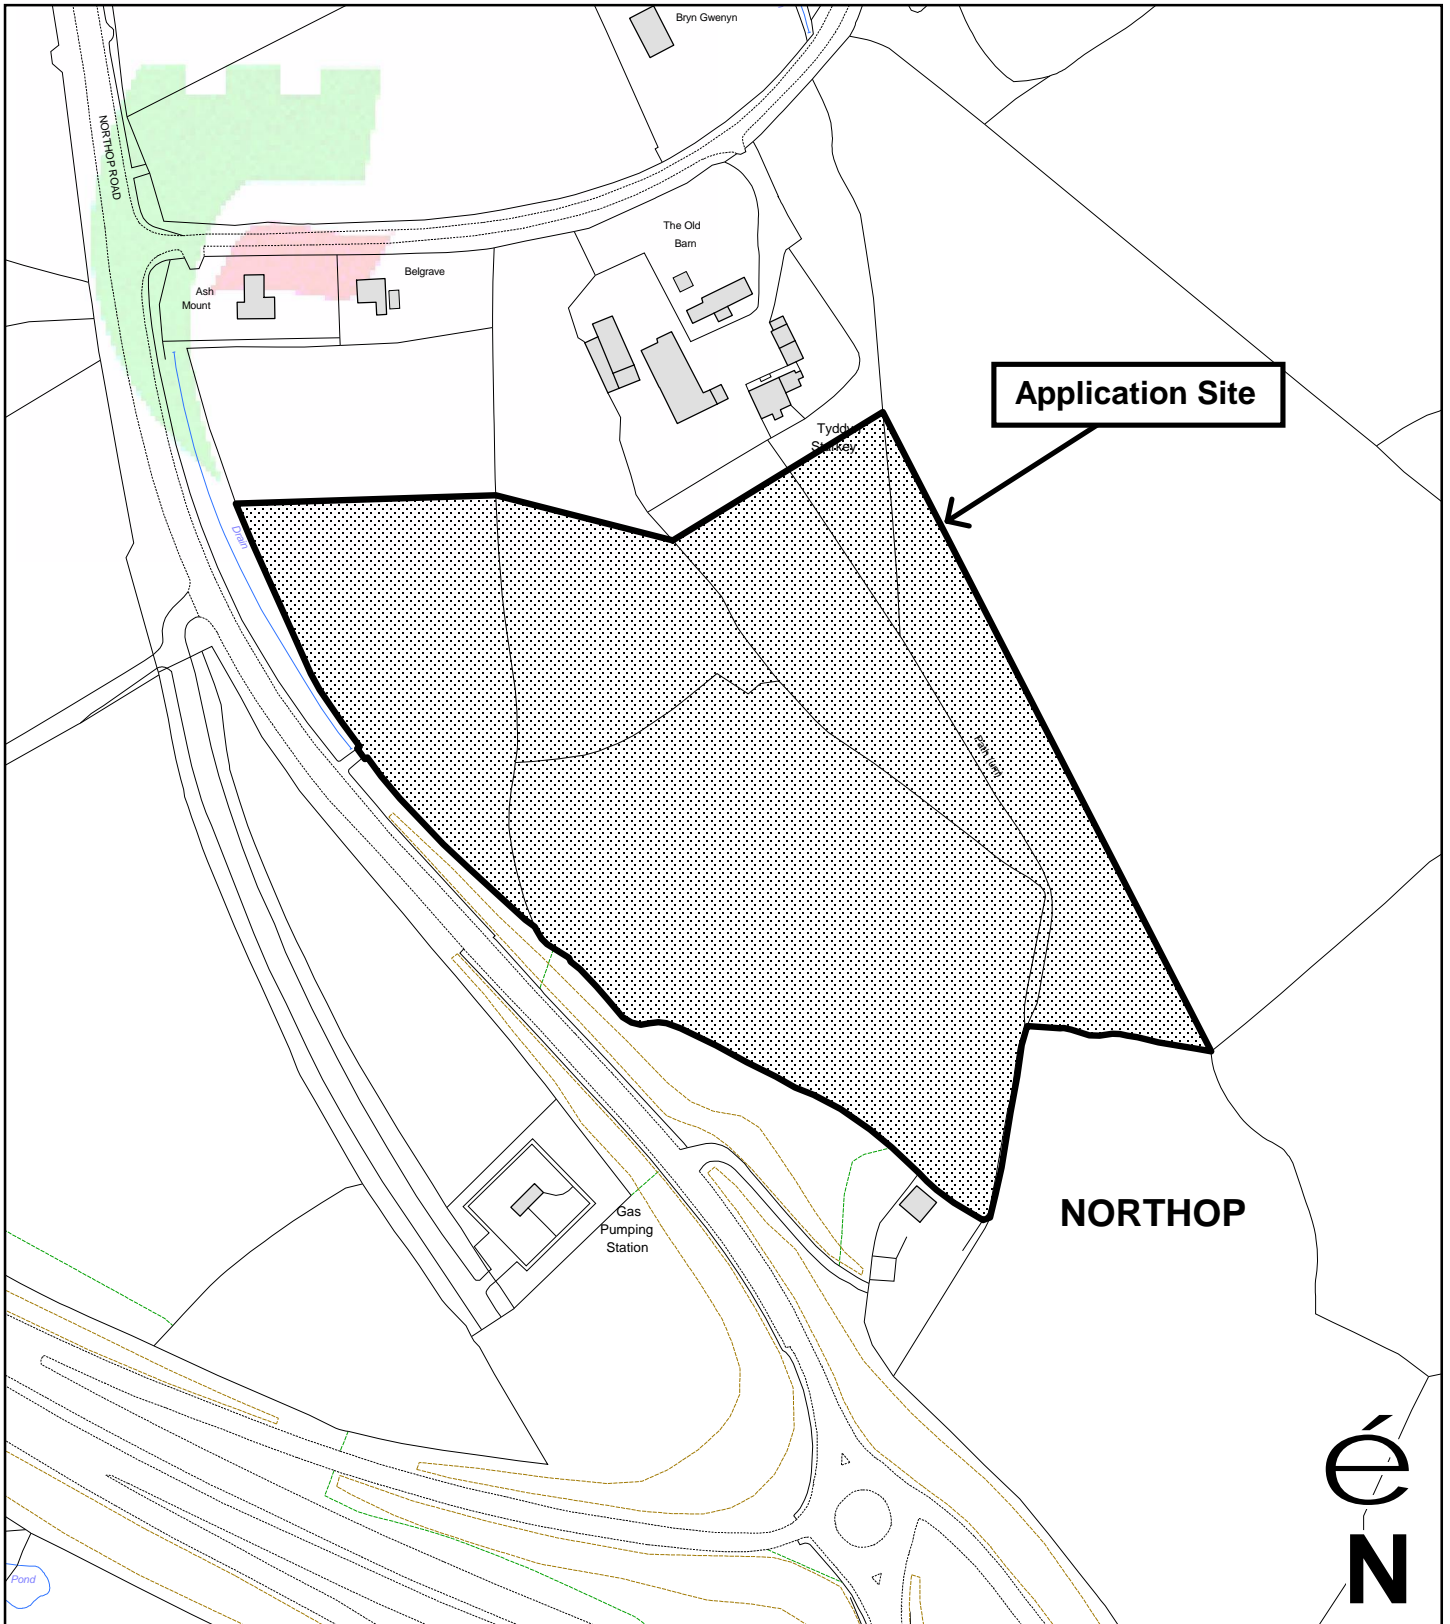 Bryn Gwenyn
NORTHOP ROAD
The Old
Barn
Belgrave
Ash
Mount
Application Site
Tyddyn
Starkey
Drain
Path (um)
NORTHOP
Gas
Pumping
Station
é
N
Pond